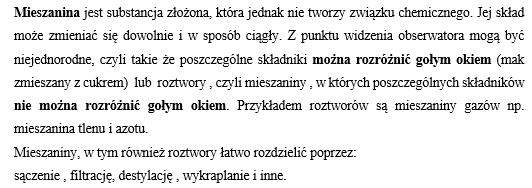 Mieszanina jest substancja złożona, która jednak nie tworzy związku chemicznego. Jej skład
może zmieniać się dowolnie i w sposób ciągły. Z punktu widzenia obserwatora mogą być
niejednorodne, czyli takie że poszczególne składniki można rozróżnić gołym okiem (mak
zmieszany z cukrem) lub roztwory , czyli mieszaniny , w których poszczególnych składników
nie można rozróżnić gołym okiem. Przykładem roztworów są mieszaniny gazów np.
mieszanina tlenu i azotu.
Mieszaniny, w tym również roztwory łatwo rozdzielić poprzez:
sączenie , filtrację, destylację , wykraplanie i inne.